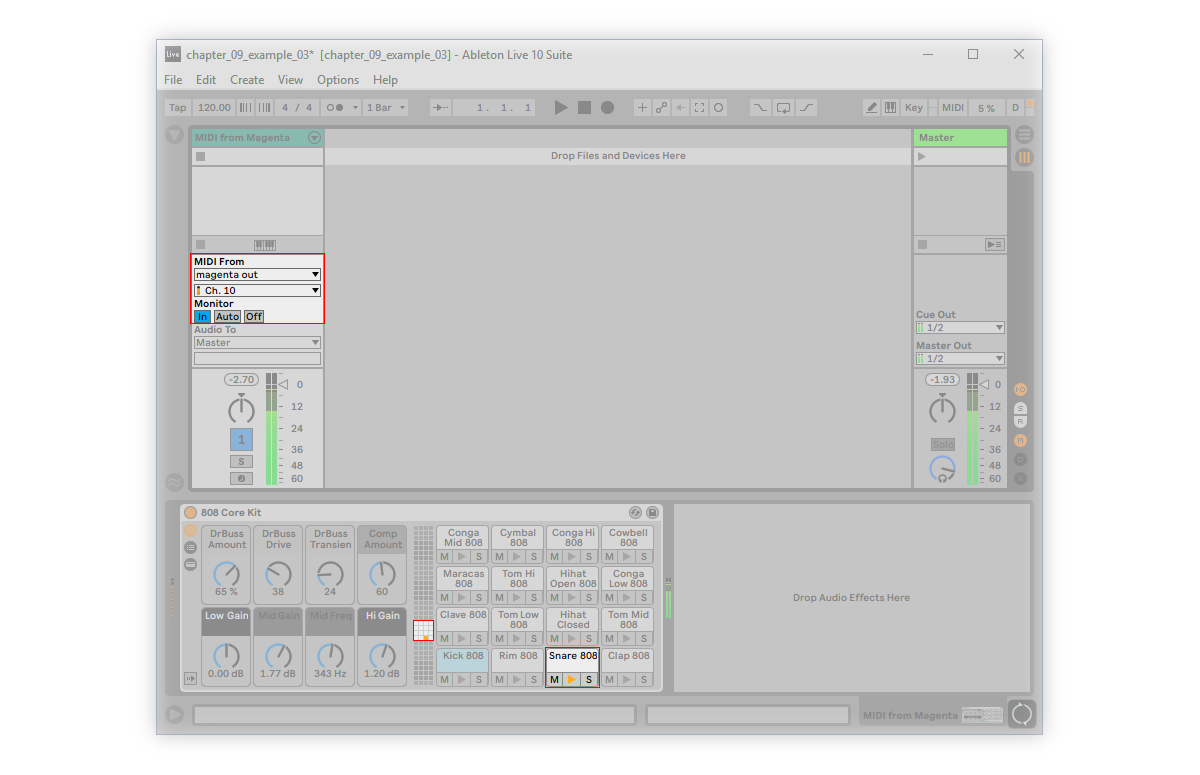 Live chapter_09_example_03* [chapter_09_example_03] - Ableton Live 10 Suite
File Edit Create View Options Help
Tap 120.00 4 / 4 1 Bar 1. 1. 1 Key MIDI 5 % D
MIDI from Magenta Master
Drop Files and Devices Here
MIDI From
magenta out
Ch. 10
Monitor
In Auto Off
Audio To
Master
Cue Out
1/2
Master Out
1/2
-2.70 0 -1.93 0
12 12
24 24
1 36 Solo 36
S 48 48
60 60
S
R
808 Core Kit
DrBuss Amount
65 %
DrBuss Drive
38
DrBuss Transien
24
Comp Amount
60
Low Gain
0.00 dB
Mid Gain
1.77 dB
Mid Freq
343 Hz
Hi Gain
1.20 dB
Conga Mid 808
M S
Cymbal 808
M S
Conga Hi 808
M S
Cowbell 808
M S
Maracas 808
M S
Tom Hi 808
M S
Hihat Open 808
M S
Conga Low 808
M S
Clave 808
M S
Tom Low 808
M S
Hihat Closed
M S
Tom Mid 808
M S
Kick 808
M S
Rim 808
M S
Snare 808
M S
Clap 808
M S
Drop Audio Effects Here
MIDI from Magenta